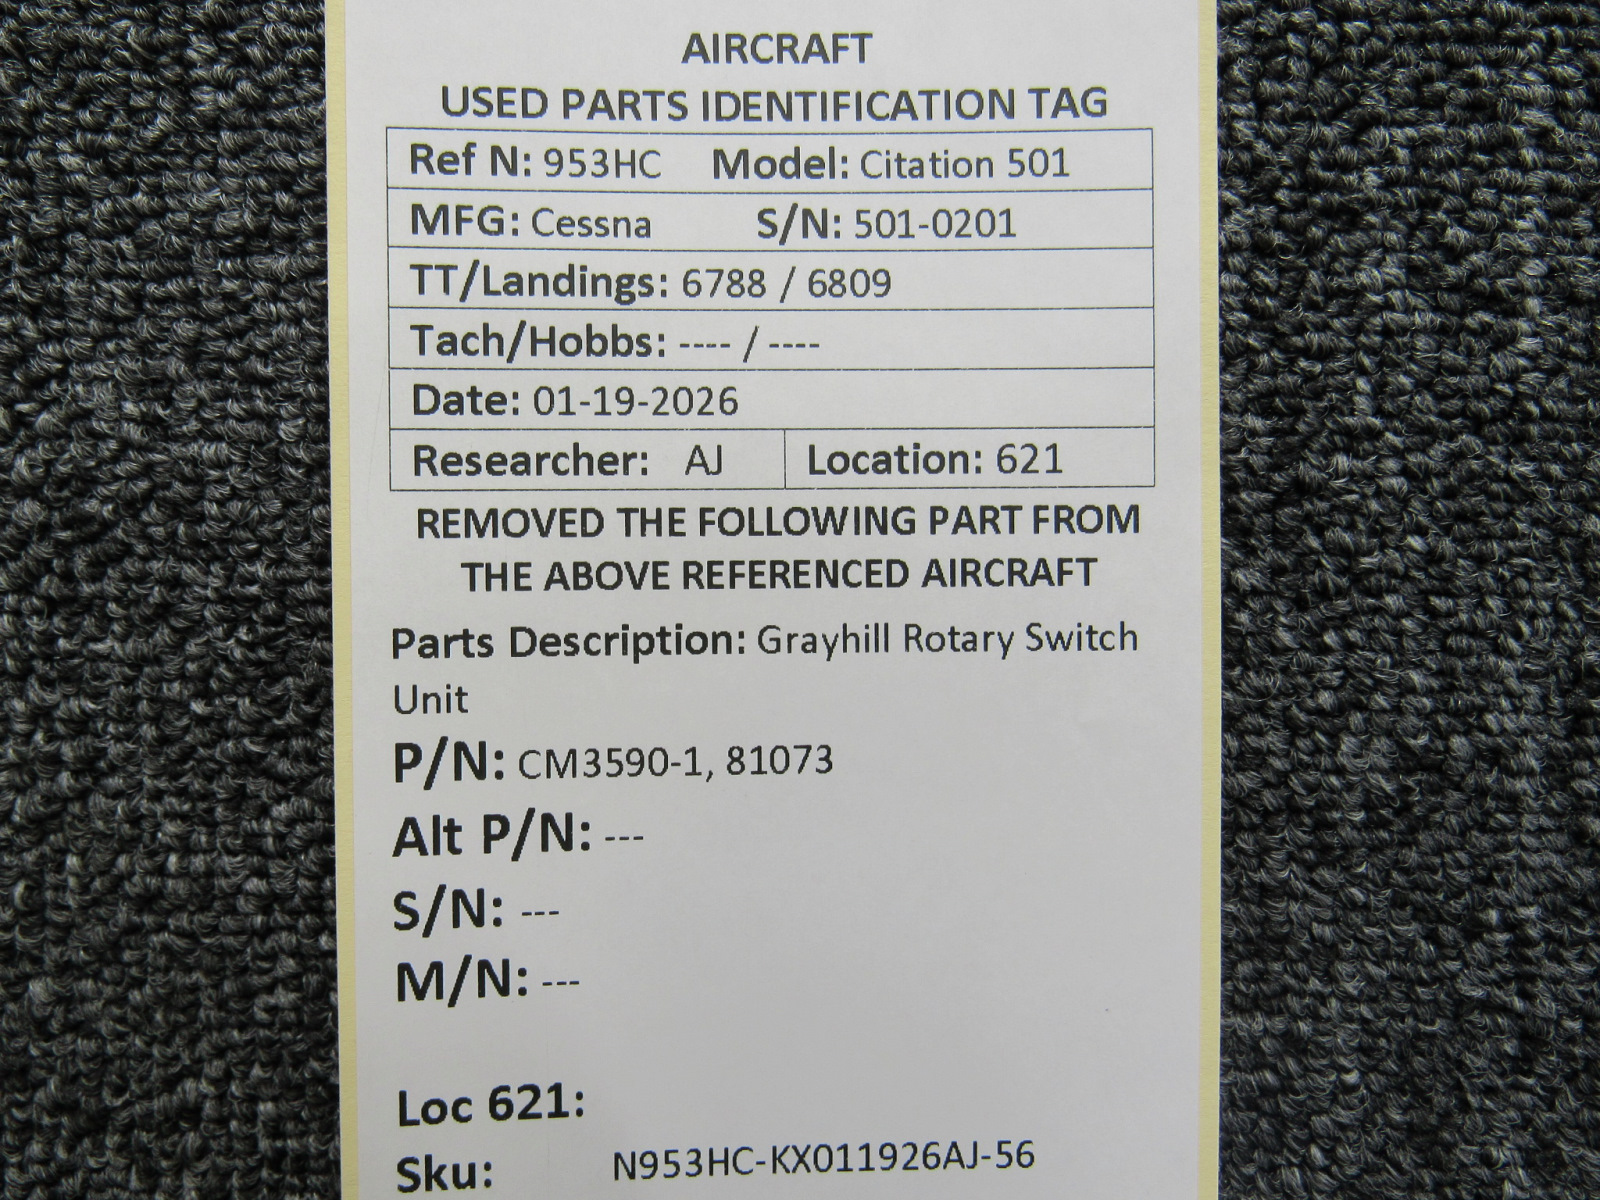 AIRCRAFT
USED PARTS IDENTIFICATION TAG
Ref N: 953HC Model: Citation 501
MFG: Cessna S/N: 501-0201
TT/Landings: 6788 / 6809
Tach/Hobbs: ---- / ----
Date: 01-19-2026
Researcher: AJ Location: 621
REMOVED THE FOLLOWING PART FROM
THE ABOVE REFERENCED AIRCRAFT
Parts Description: Grayhill Rotary Switch
Unit
P/N: CM3590-1, 81073
Alt P/N: ---
S/N: ---
M/N: ---
Loc 621:
Sku: N953HC-KX011926AJ-56